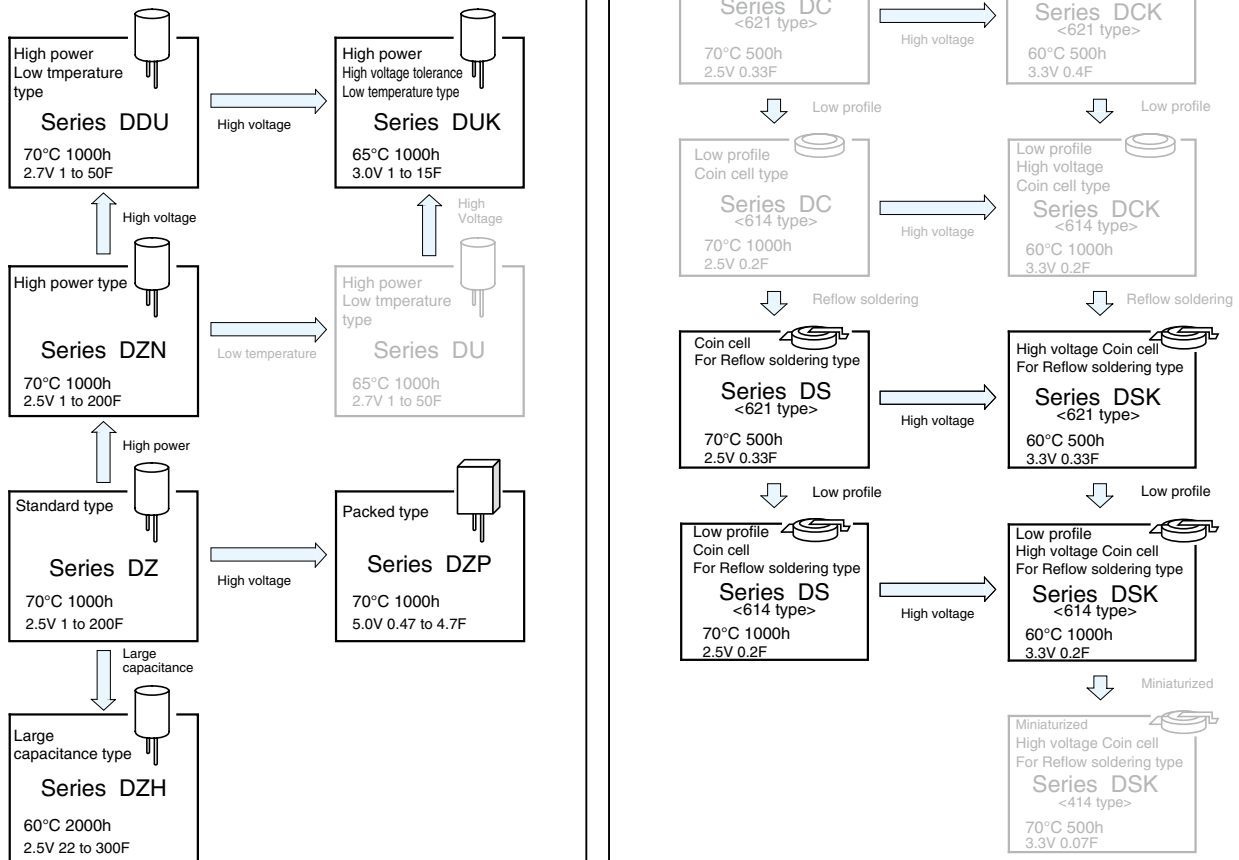 High power
Low tmperature
type
Series DDU
70°C 1000h
2.7V 1 to 50F
High voltage
High power
High voltage tolerance
Low temperature type
Series DUK
65°C 1000h
3.0V 1 to 15F
High voltage
High
Voltage
High power type
Series DZN
70°C 1000h
2.5V 1 to 200F
Low temperature
High power
Low tmperature
type
Series DU
65°C 1000h
2.7V 1 to 50F
High power
Standard type
Series DZ
70°C 1000h
2.5V 1 to 200F
High voltage
Packed type
Series DZP
70°C 1000h
5.0V 0.47 to 4.7F
Large
capacitance
Large
capacitance type
Series DZH
60°C 2000h
2.5V 22 to 300F
Series DC
<621 type>
70°C 500h
2.5V 0.33F
High voltage
Series DCK
<621 type>
60°C 500h
3.3V 0.4F
Low profile
Low profile
Low profile
Coin cell type
Series DC
<614 type>
70°C 1000h
2.5V 0.2F
High voltage
Low profile
High voltage
Coin cell type
Series DCK
<614 type>
60°C 1000h
3.3V 0.2F
Reflow soldering
Reflow soldering
Coin cell
For Reflow soldering type
Series DS
<621 type>
70°C 500h
2.5V 0.33F
High voltage
High voltage Coin cell
For Reflow soldering type
Series DSK
<621 type>
60°C 500h
3.3V 0.33F
Low profile
Low profile
Low profile
Coin cell
For Reflow soldering type
Series DS
<614 type>
70°C 1000h
2.5V 0.2F
High voltage
Low profile
High voltage Coin cell
For Reflow soldering type
Series DSK
<614 type>
60°C 1000h
3.3V 0.2F
Miniaturized
Miniaturized
High voltage Coin cell
For Reflow soldering type
Series DSK
<414 type>
70°C 500h
3.3V 0.07F